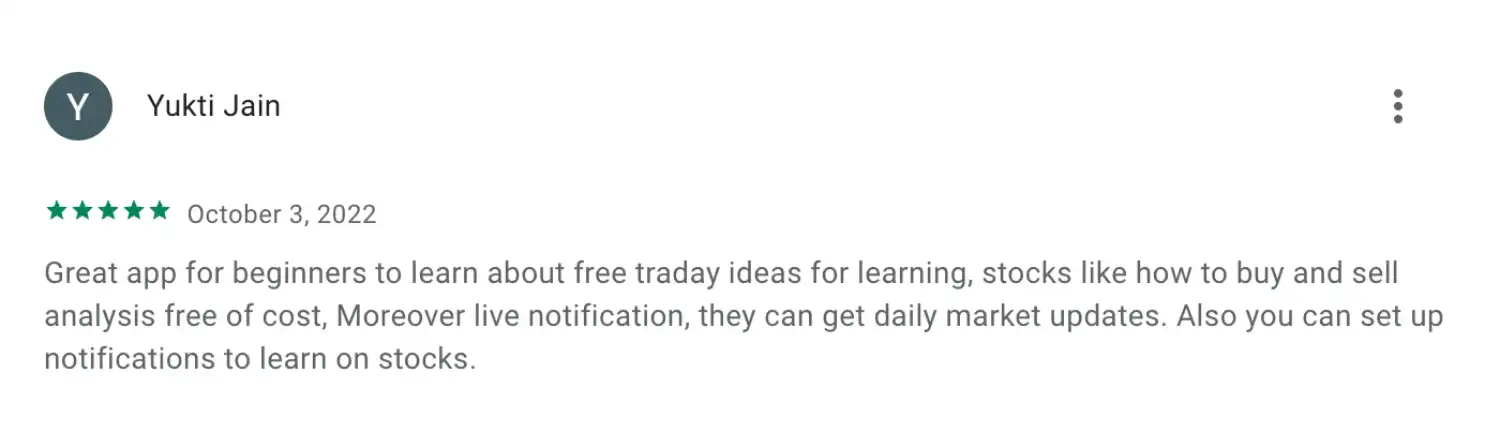 Y
Yukti Jain
October 3, 2022
Great app for beginners to learn about free traday ideas for learning, stocks like how to buy and sell
analysis free of cost, Moreover live notification, they can get daily market updates. Also you can set up
notifications to learn on stocks.